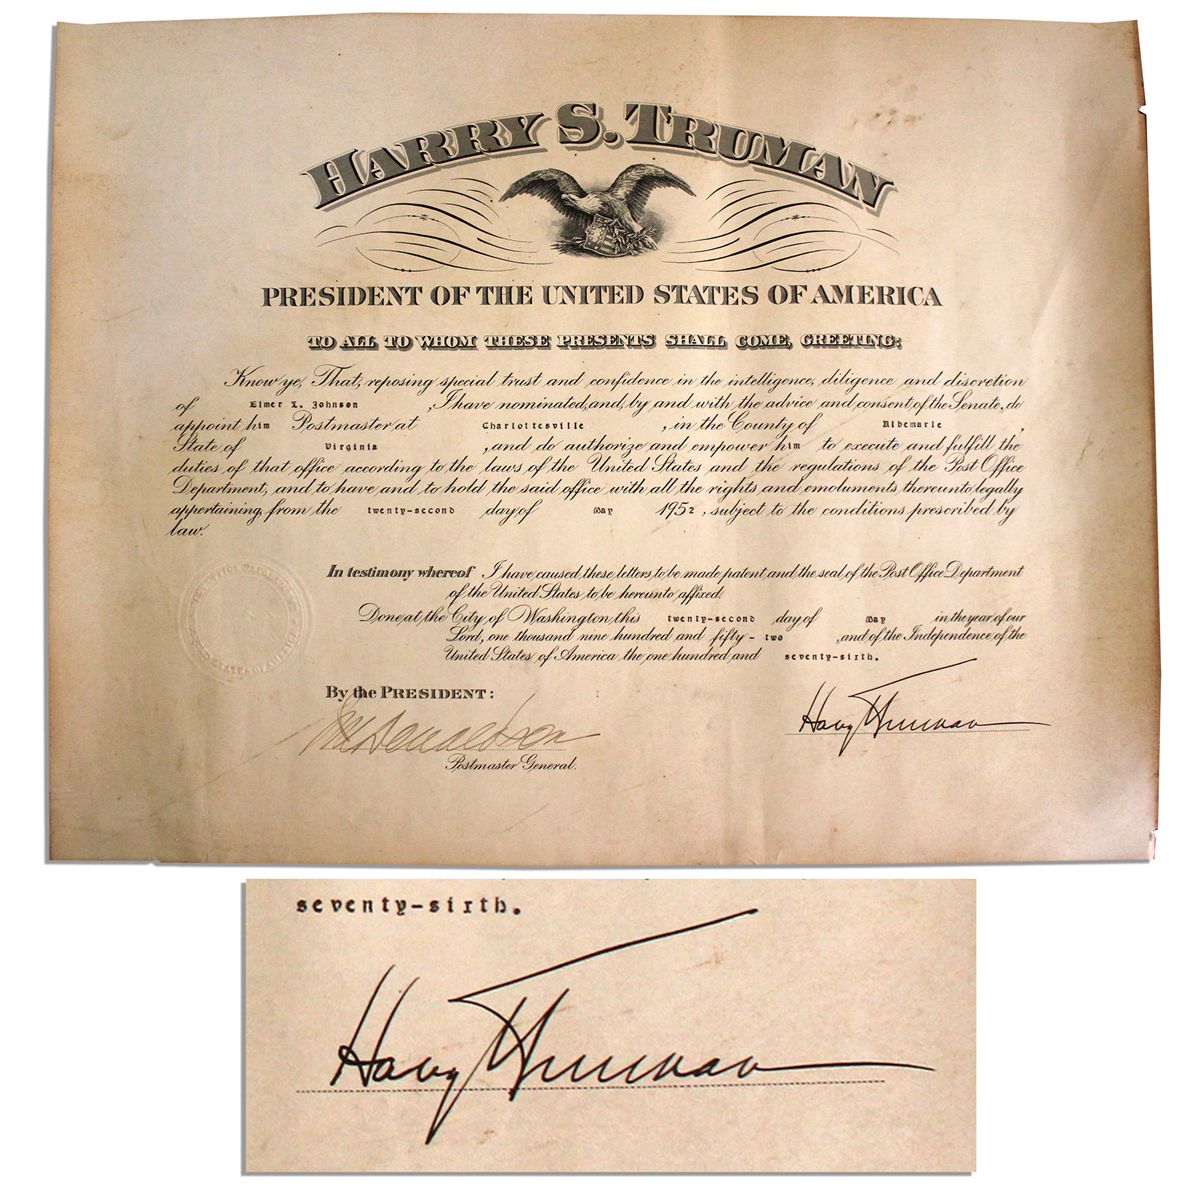 HARRY S. TRUMAN
PRESIDENT OF THE UNITED STATES OF AMERICA
TO ALL TO WHOM THESE PRESENTS SHALL COME, GREETING:
Know ye, That, reposing special trust and confidence in the intelligence, diligence and discretion
of Elmer L. Johnson , I have nominated, and, by and with the advice and consent of the Senate, do
appoint him Postmaster at Charlottesville , in the County of Albemarle ,
State of Virginia , and do authorize and empower him to execute and fulfill the
duties of that office according to the laws of the United States and the regulations of the Post Office
Department, and to have and to hold the said office with all the rights and emoluments thereunto legally
appertaining, from the twenty-second day of May 1952, subject to the conditions prescribed by
law.
In testimony whereof I have caused these letters to be made patent and the seal of the Post Office Department
of the United States to be hereunto affixed.
Done at the City of Washington this twenty-second day of May in the year of our
Lord, one thousand nine hundred and fifty-two , and of the Independence of the
United States of America the one hundred and seventy-sixth.
By the PRESIDENT:
JM Donaldson
Harry Truman
Postmaster General.
seventy-sixth.
Harry Truman